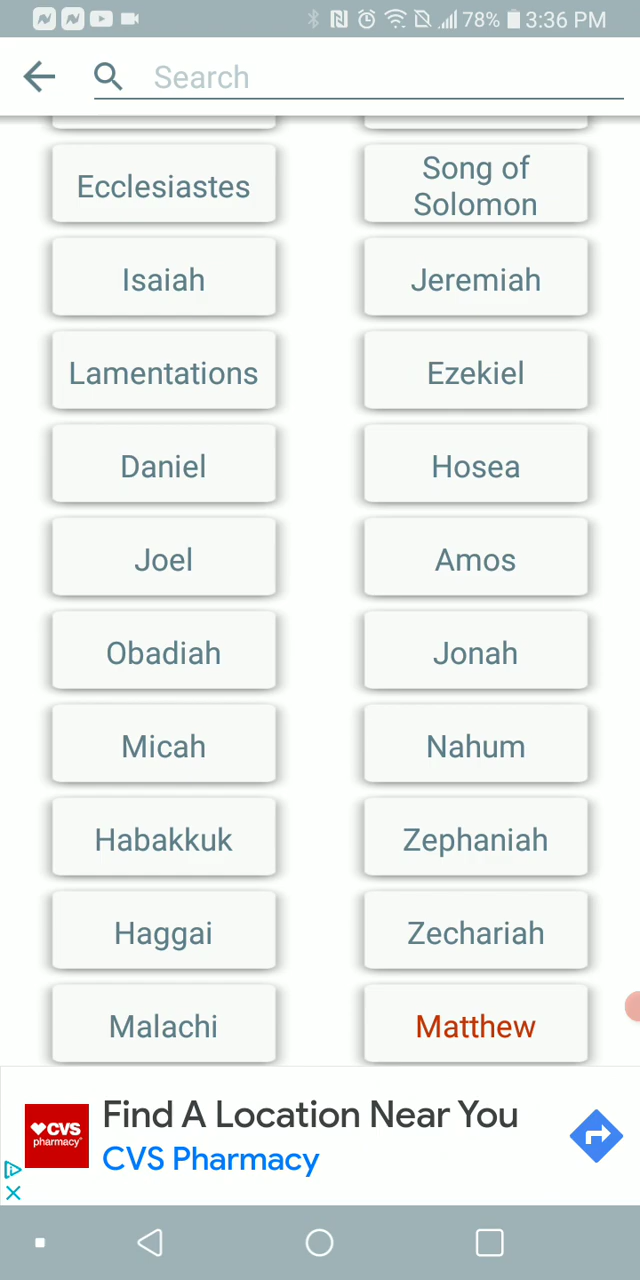 78% 3:36 PM
Search
Ecclesiastes
Song of
Solomon
Isaiah
Jeremiah
Lamentations
Ezekiel
Daniel
Hosea
Joel
Amos
Obadiah
Jonah
Micah
Nahum
Habakkuk
Zephaniah
Haggai
Zechariah
Malachi
Matthew
CVS
pharmacy
Find A Location Near You
CVS Pharmacy